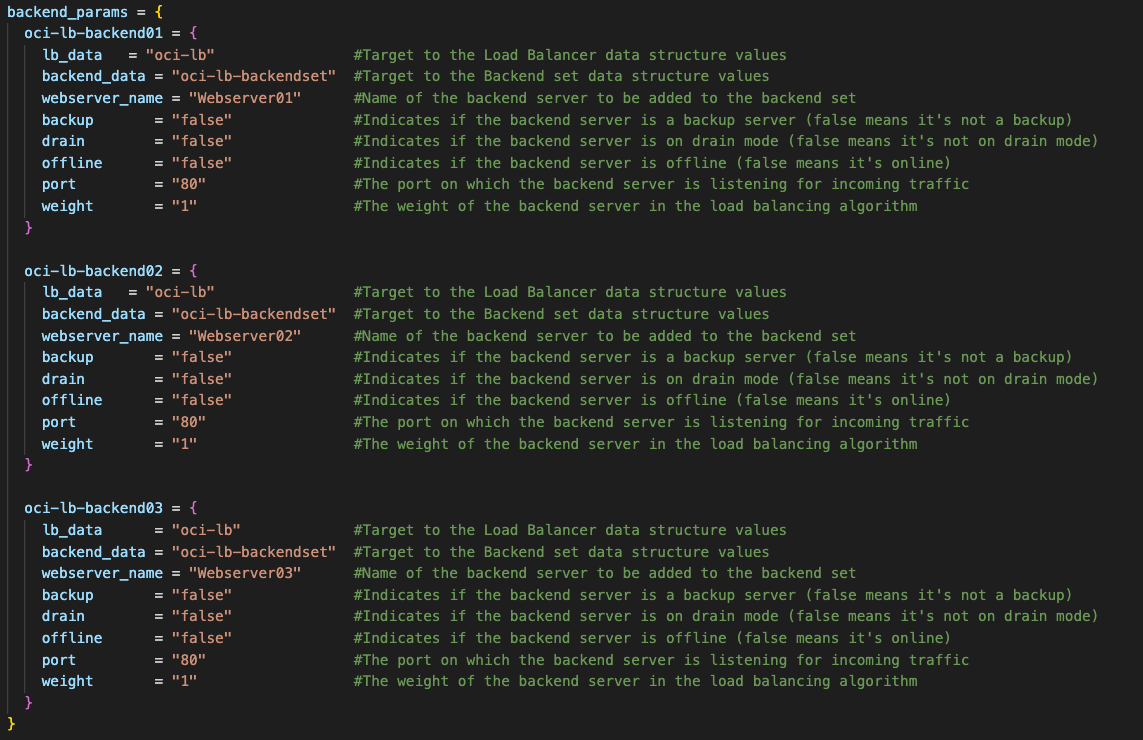 backend_params = {
  oci-lb-backend01 = {
    lb_data   = "oci-lb"                #Target to the Load Balancer data structure values
    backend_data = "oci-lb-backendset"  #Target to the Backend set data structure values
    webserver_name = "Webserver01"      #Name of the backend server to be added to the backend set
    backup       = "false"              #Indicates if the backend server is a backup server (false means it's not a backup)
    drain        = "false"              #Indicates if the backend server is on drain mode (false means it's not on drain mode)
    offline      = "false"              #Indicates if the backend server is offline (false means it's online)
    port         = "80"                 #The port on which the backend server is listening for incoming traffic
    weight       = "1"                  #The weight of the backend server in the load balancing algorithm
  }

  oci-lb-backend02 = {
    lb_data   = "oci-lb"                #Target to the Load Balancer data structure values
    backend_data = "oci-lb-backendset"  #Target to the Backend set data structure values
    webserver_name = "Webserver02"      #Name of the backend server to be added to the backend set
    backup       = "false"              #Indicates if the backend server is a backup server (false means it's not a backup)
    drain        = "false"              #Indicates if the backend server is on drain mode (false means it's not on drain mode)
    offline      = "false"              #Indicates if the backend server is offline (false means it's online)
    port         = "80"                 #The port on which the backend server is listening for incoming traffic
    weight       = "1"                  #The weight of the backend server in the load balancing algorithm
  }

  oci-lb-backend03 = {
    lb_data      = "oci-lb"             #Target to the Load Balancer data structure values
    backend_data = "oci-lb-backendset"  #Target to the Backend set data structure values
    webserver_name = "Webserver03"      #Name of the backend server to be added to the backend set
    backup       = "false"              #Indicates if the backend server is a backup server (false means it's not a backup)
    drain        = "false"              #Indicates if the backend server is on drain mode (false means it's not on drain mode)
    offline      = "false"              #Indicates if the backend server is offline (false means it's online)
    port         = "80"                 #The port on which the backend server is listening for incoming traffic
    weight       = "1"                  #The weight of the backend server in the load balancing algorithm
  }
}